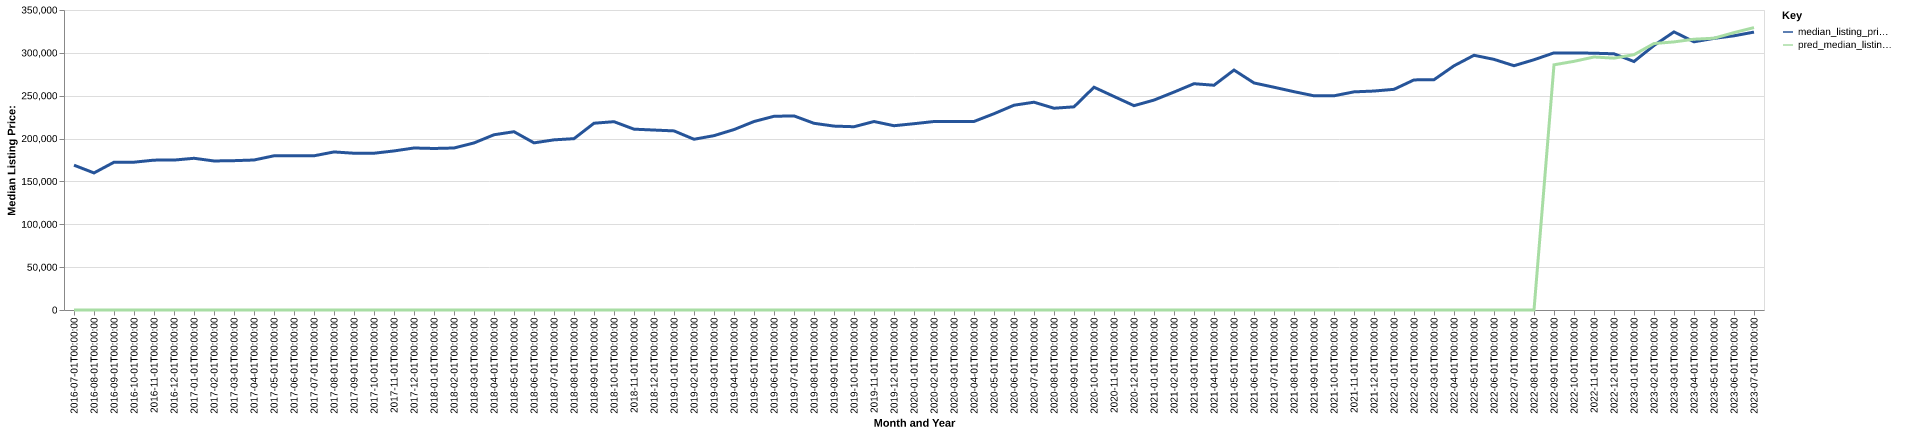 350,000
300,000
250,000
200,000
150,000
100,000
50,000
0
Median Listing Price:
2016-07-01T00:00:00
2016-08-01T00:00:00
2016-09-01T00:00:00
2016-10-01T00:00:00
2016-11-01T00:00:00
2016-12-01T00:00:00
2017-01-01T00:00:00
2017-02-01T00:00:00
2017-03-01T00:00:00
2017-04-01T00:00:00
2017-05-01T00:00:00
2017-06-01T00:00:00
2017-07-01T00:00:00
2017-08-01T00:00:00
2017-09-01T00:00:00
2017-10-01T00:00:00
2017-11-01T00:00:00
2017-12-01T00:00:00
2018-01-01T00:00:00
2018-02-01T00:00:00
2018-03-01T00:00:00
2018-04-01T00:00:00
2018-05-01T00:00:00
2018-06-01T00:00:00
2018-07-01T00:00:00
2018-08-01T00:00:00
2018-09-01T00:00:00
2018-10-01T00:00:00
2018-11-01T00:00:00
2018-12-01T00:00:00
2019-01-01T00:00:00
2019-02-01T00:00:00
2019-03-01T00:00:00
2019-04-01T00:00:00
2019-05-01T00:00:00
2019-06-01T00:00:00
2019-07-01T00:00:00
2019-08-01T00:00:00
2019-09-01T00:00:00
2019-10-01T00:00:00
2019-11-01T00:00:00
2019-12-01T00:00:00
2020-01-01T00:00:00
2020-02-01T00:00:00
2020-03-01T00:00:00
2020-04-01T00:00:00
2020-05-01T00:00:00
2020-06-01T00:00:00
2020-07-01T00:00:00
2020-08-01T00:00:00
2020-09-01T00:00:00
2020-10-01T00:00:00
2020-11-01T00:00:00
2020-12-01T00:00:00
2021-01-01T00:00:00
2021-02-01T00:00:00
2021-03-01T00:00:00
2021-04-01T00:00:00
2021-05-01T00:00:00
2021-06-01T00:00:00
2021-07-01T00:00:00
2021-08-01T00:00:00
2021-09-01T00:00:00
2021-10-01T00:00:00
2021-11-01T00:00:00
2021-12-01T00:00:00
2022-01-01T00:00:00
2022-02-01T00:00:00
2022-03-01T00:00:00
2022-04-01T00:00:00
2022-05-01T00:00:00
2022-06-01T00:00:00
2022-07-01T00:00:00
2022-08-01T00:00:00
2022-09-01T00:00:00
2022-10-01T00:00:00
2022-11-01T00:00:00
2022-12-01T00:00:00
2023-01-01T00:00:00
2023-02-01T00:00:00
2023-03-01T00:00:00
2023-04-01T00:00:00
2023-05-01T00:00:00
2023-06-01T00:00:00
2023-07-01T00:00:00
Month and Year
Key
median_listing_pri…
pred_median_listin…